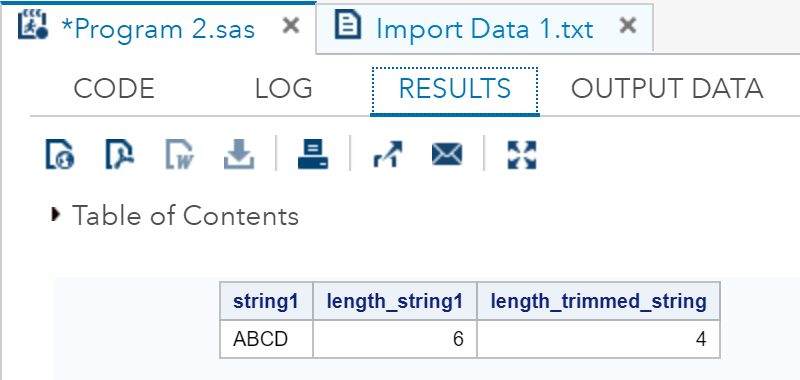 *Program 2.sas × Import Data 1.txt ×
CODE LOG RESULTS OUTPUT DATA
Table of Contents
string1 length_string1 length_trimmed_string
ABCD 6 4